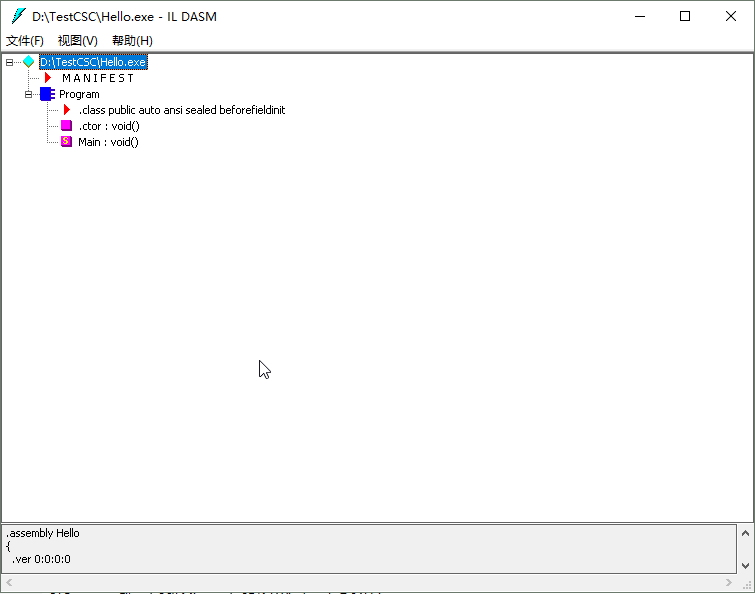 D:\TestCSC\Hello.exe - IL DASM
文件(F) 视图(V) 帮助(H)
D:\TestCSC\Hello.exe
M A N I F E S T
Program
.class public auto ansi sealed beforefieldinit
.ctor : void()
S Main : void()
.assembly Hello
{
.ver 0:0:0:0